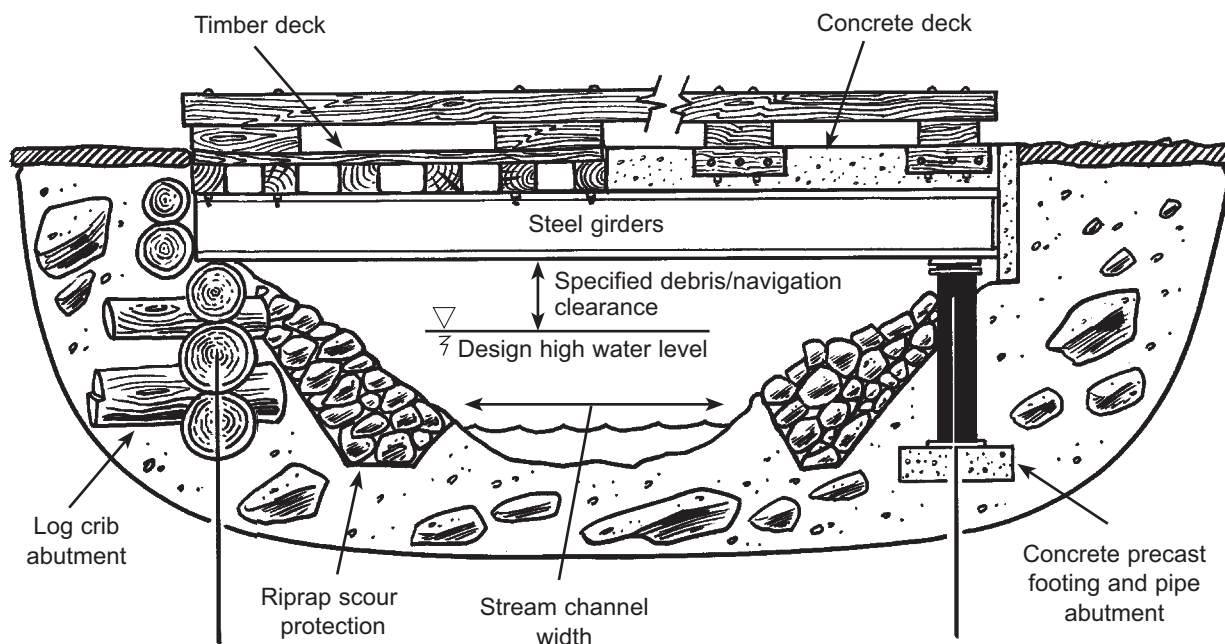 Timber deck
Concrete deck
Steel girders
Specified debris/navigation
clearance
Design high water level
Log crib
abutment
Riprap scour
protection
Stream channel
width
Concrete precast
footing and pipe
abutment